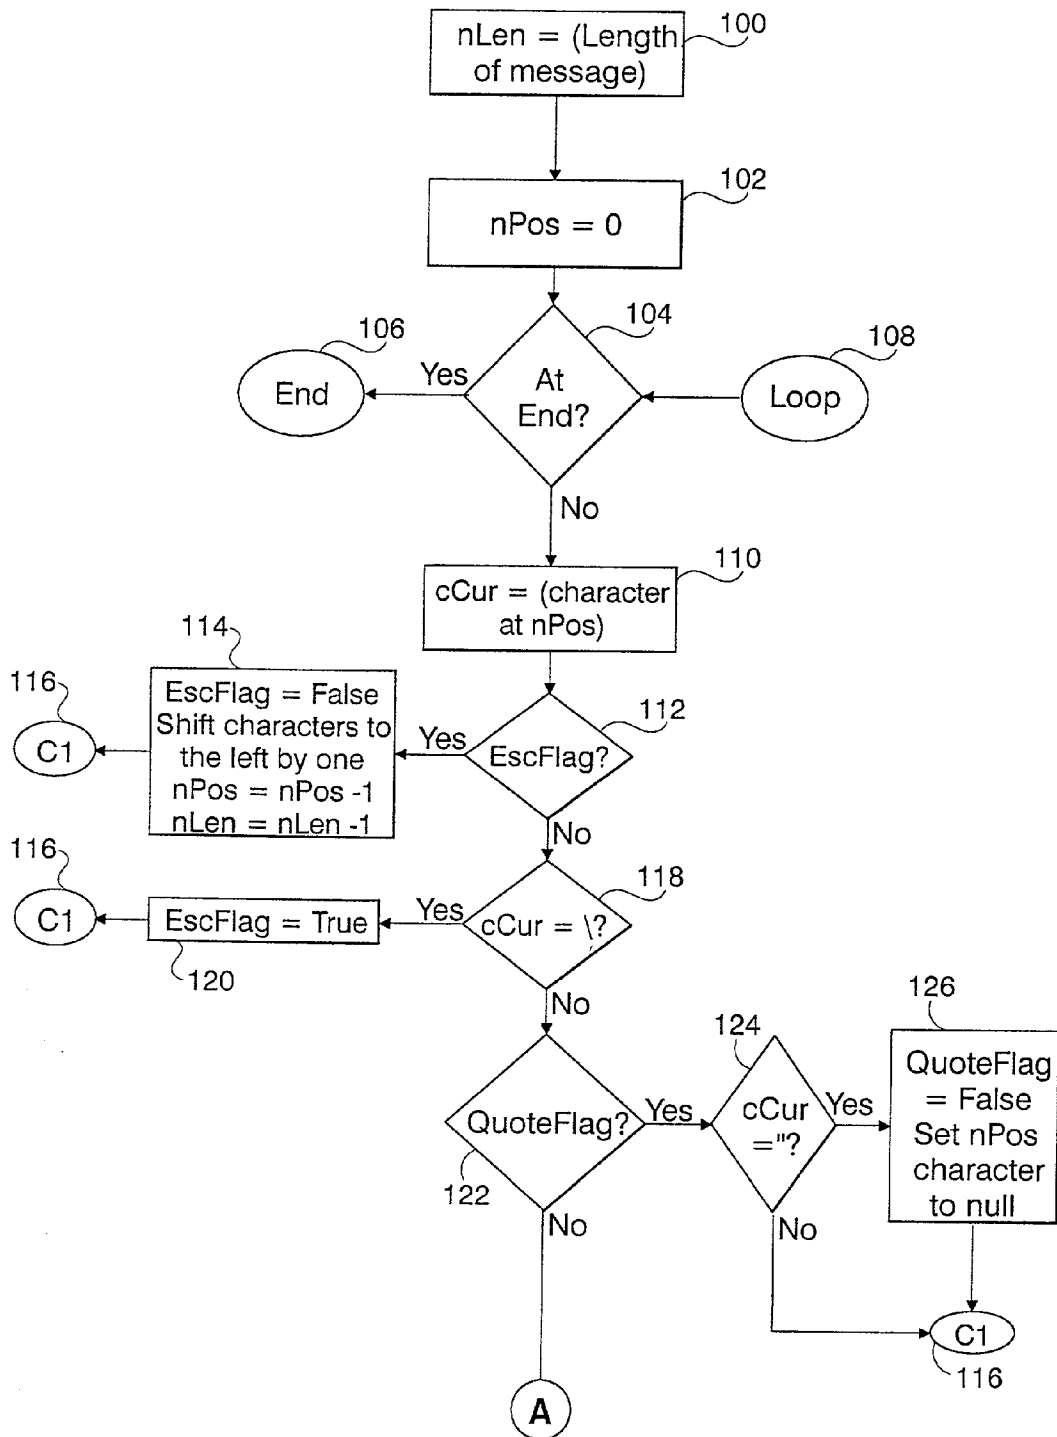 nLen = (Length
of message)
100
nPos = 0
102
104
106
108
At
End?
Yes
End
Loop
No
cCur = (character
at nPos)
110
114
EscFlag = False
Shift characters to
the left by one
nPos = nPos -1
nLen = nLen -1
116
C1
Yes
EscFlag?
112
No
116
C1
EscFlag = True
120
Yes
cCur = \?
118
No
QuoteFlag?
122
Yes
124
cCur
="?
Yes
126
QuoteFlag
= False
Set nPos
character
to null
No
No
C1
116
A